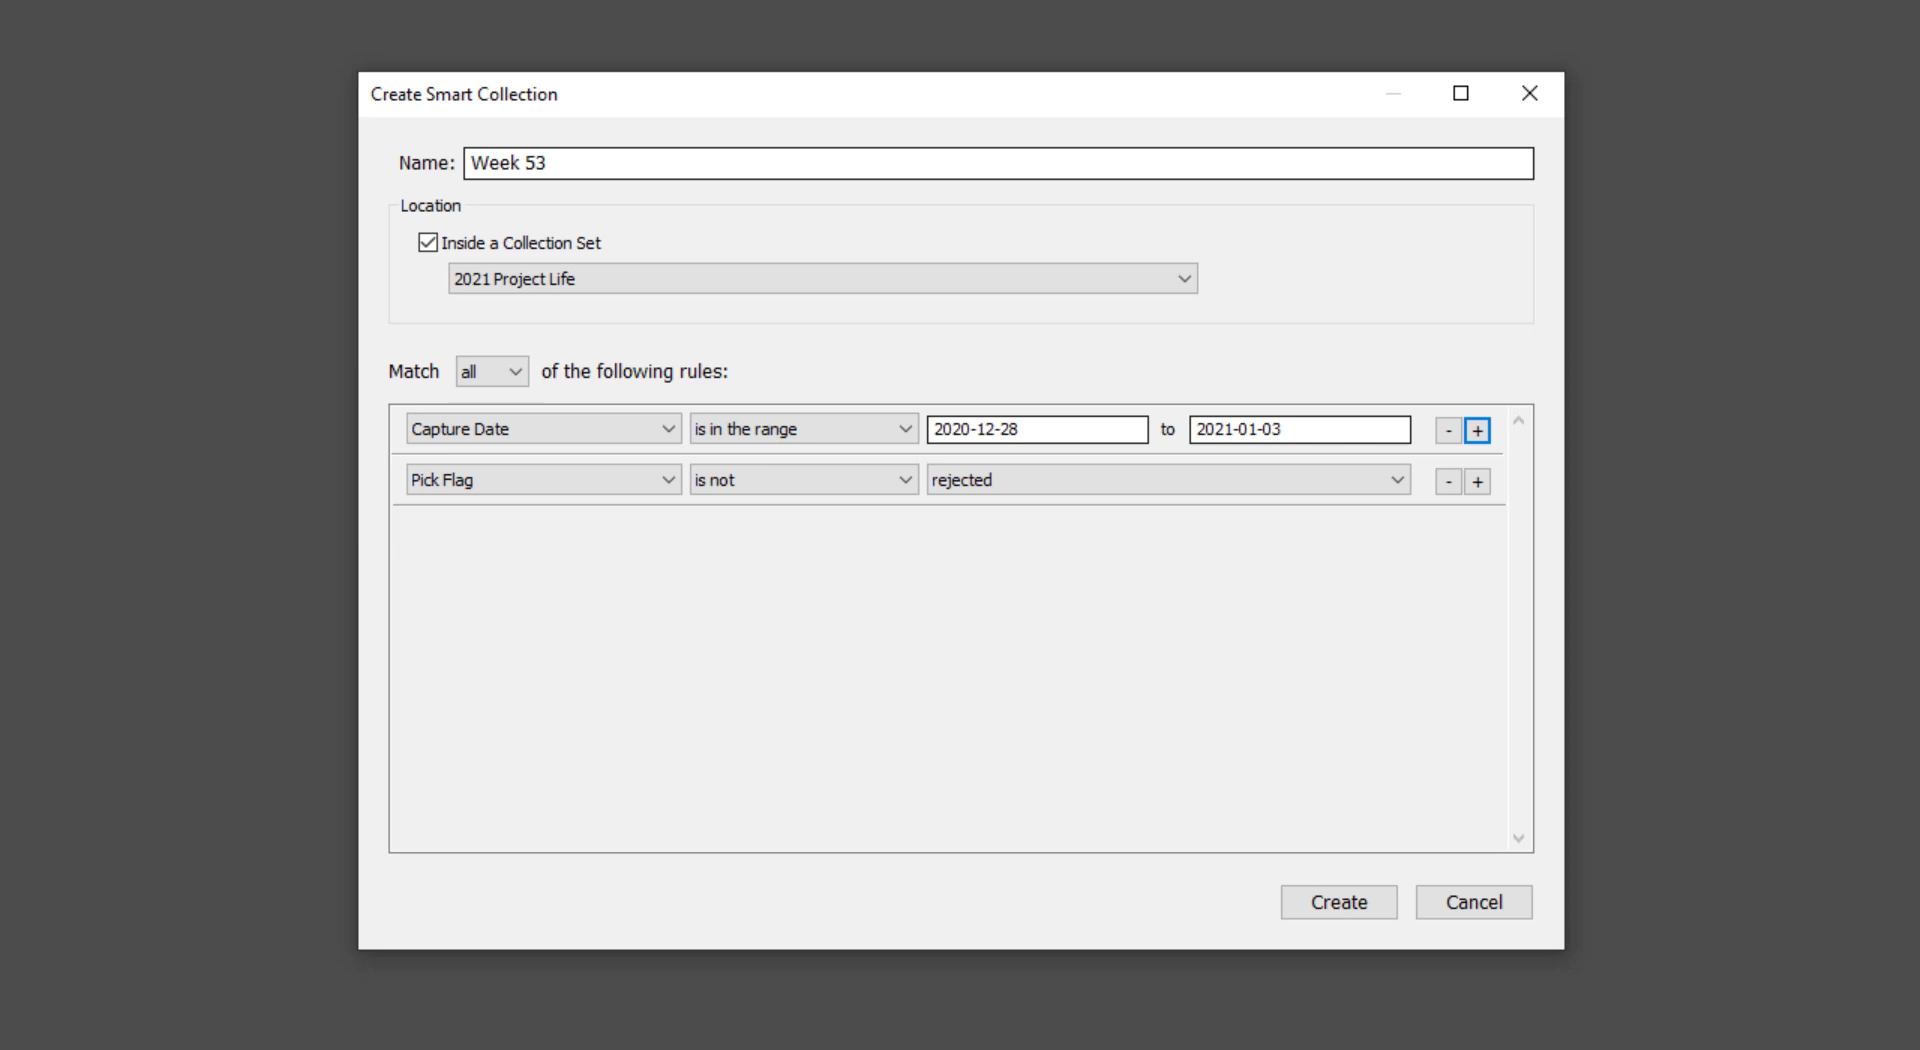 Create Smart Collection
Name: Week 53
Location
Inside a Collection Set
2021 Project Life
Match all of the following rules:
Capture Date is in the range 2020-12-28 to 2021-01-03 - +
Pick Flag is not rejected - +
Create Cancel